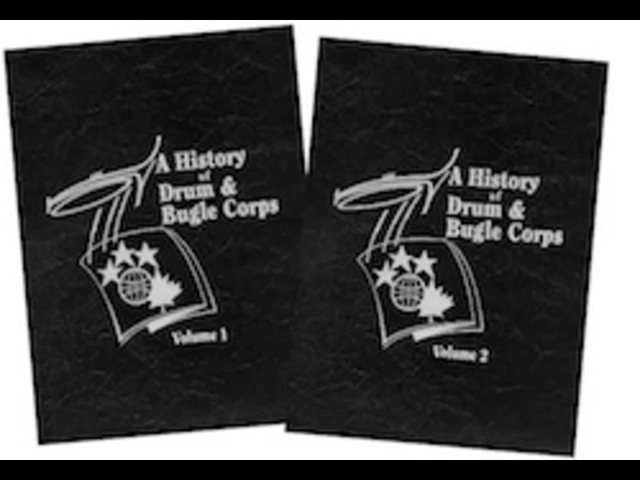 A History
of
Drum &
Bugle Corps
Volume 1
A History
of
Drum &
Bugle Corps
Volume 2